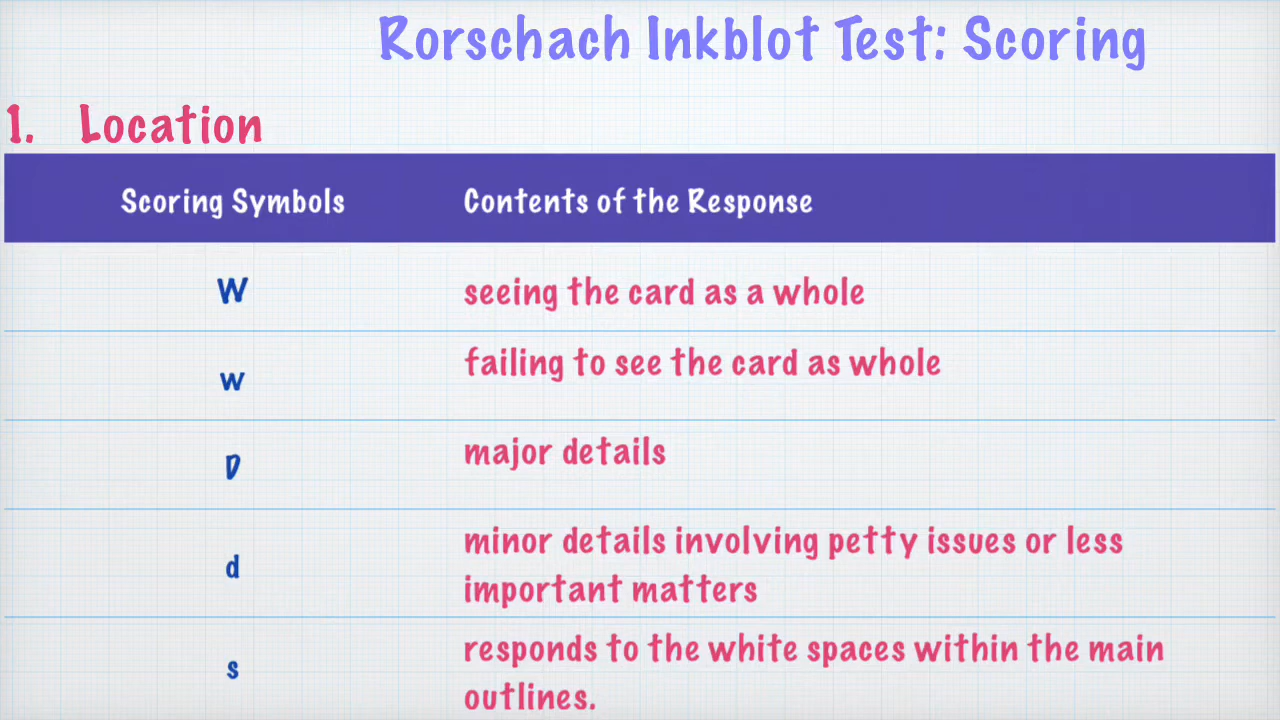 Rorschach Inkblot Test: Scoring
1. Location
Scoring Symbols Contents of the Response
W seeing the card as a whole
w failing to see the card as whole
D major details
d minor details involving petty issues or less
important matters
s responds to the white spaces within the main
outlines.